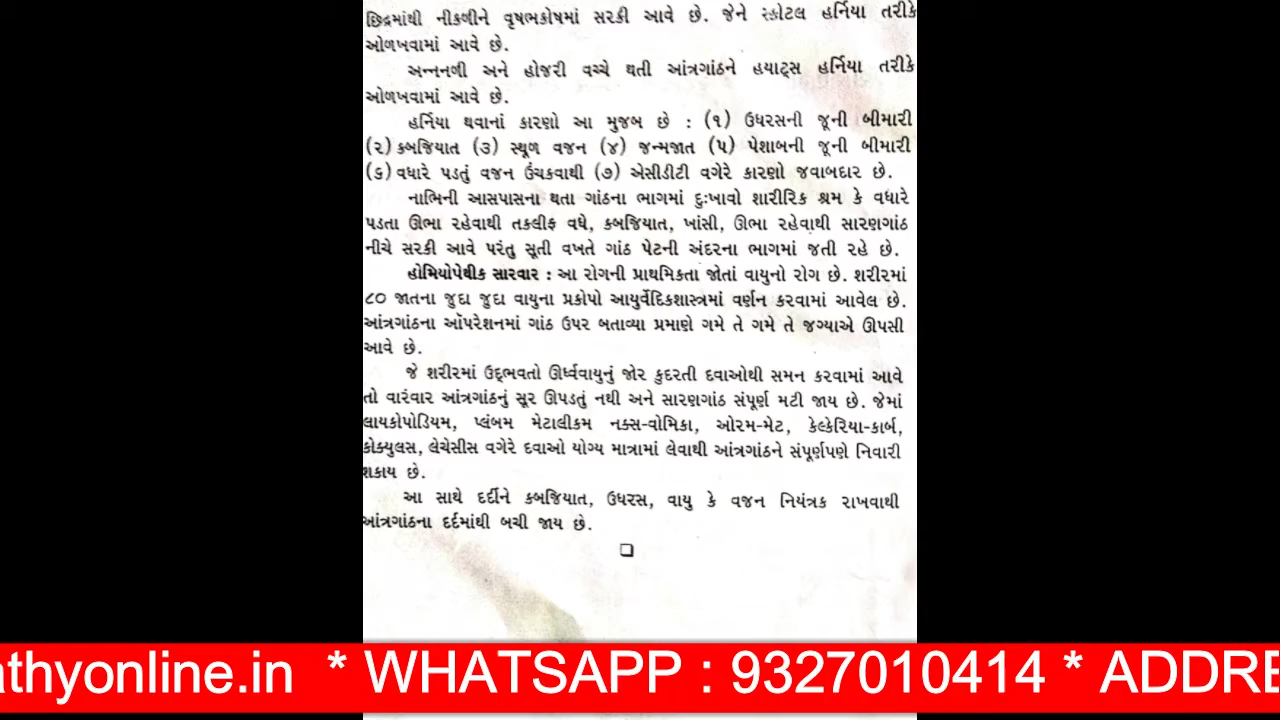 છિદ્રમાંથી નીકળીને વૃષભકોષમાં સરકી આવે છે. જેને સ્કોટલ હર્નિયા તરીકે
ઓળખવામાં આવે છે.
અન્નનળી અને હોજરી વચ્ચે થતી આંત્રગાંઠને હયાટ્સ હર્નિયા તરીકે
ઓળખવામાં આવે છે.
હર્નિયા થવાનાં કારણો આ મુજબ છે : (૧) ઉધરસની જૂની બીમારી
(૨) કબજિયાત (૩) સ્થૂળ વજન (૪) જન્મજાત (૫) પેશાબની જૂની બીમારી
(૬) વધારે પડતું વજન ઉંચકવાથી (૭) એસીડીટી વગેરે કારણો જવાબદાર છે.
નાભિની આસપાસના થતા ગાંઠના ભાગમાં દુઃખાવો શારીરિક શ્રમ કે વધારે
પડતા ઊભા રહેવાથી તકલીફ વધે, કબજિયાત, ખાંસી, ઊભા રહેવાથી સારણગાંઠ
નીચે સરકી આવે પરંતુ સૂતી વખતે ગાંઠ પેટની અંદરના ભાગમાં જતી રહે છે.
હોમિયોપેથીક સારવાર : આ રોગની પ્રાથમિકતા જોતાં વાયુનો રોગ છે. શરીરમાં
૮૦ જાતના જુદા જુદા વાયુના પ્રકોપો આયુર્વેદિકશાસ્ત્રમાં વર્ણન કરવામાં આવેલ છે.
આંત્રગાંઠના ઑપરેશનમાં ગાંઠ ઉપર બતાવ્યા પ્રમાણે ગમે તે ગમે તે જગ્યાએ ઊપસી
આવે છે.
જે શરીરમાં ઉદ્ભવતો ઊર્ધ્વવાયુનું જોર કુદરતી દવાઓથી સમન કરવામાં આવે
તો વારંવાર આંત્રગાંઠનું સૂર ઊપડતું નથી અને સારણગાંઠ સંપૂર્ણ મટી જાય છે. જેમાં
લાયકોપોડિયમ, પ્લંબમ મેટાલીકમ નક્સ-વોમિકા, ઓરમ-મેટ, કેલ્કેરિયા-કાર્બ,
કોક્યુલસ, લેચેસીસ વગેરે દવાઓ યોગ્ય માત્રામાં લેવાથી આંત્રગાંઠને સંપૂર્ણપણે નિવારી
શકાય છે.
આ સાથે દર્દીને કબજિયાત, ઉધરસ, વાયુ કે વજન નિયંત્રક રાખવાથી
આંત્રગાંઠના દર્દમાંથી બચી જાય છે.
athyonline.in * WHATSAPP : 9327010414 * ADDRE